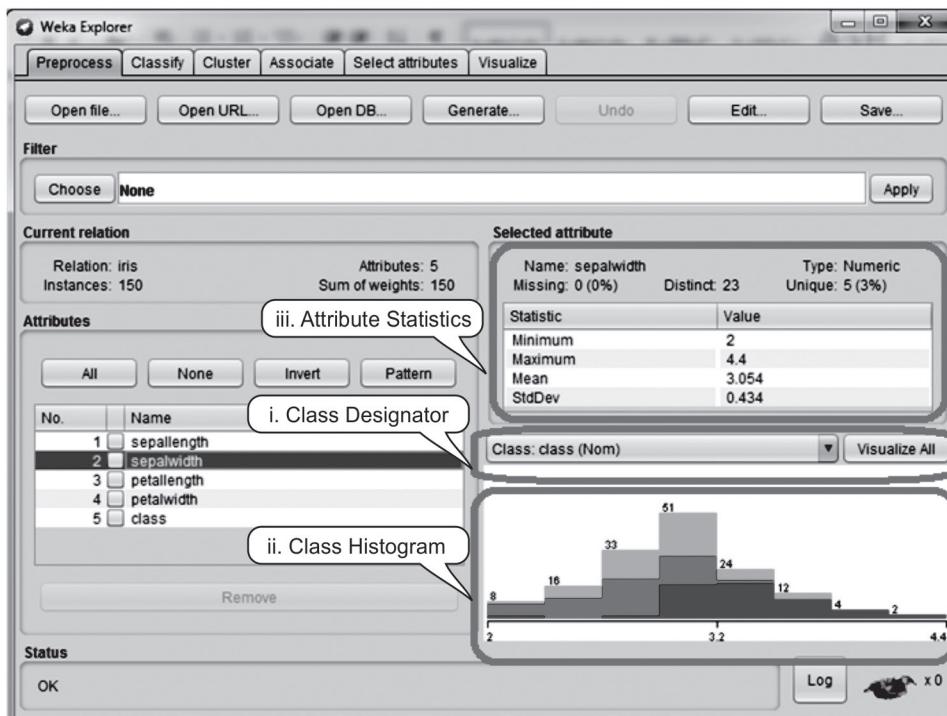 Weka Explorer
Preprocess Classify Cluster Associate Select attributes Visualize
Open file... Open URL... Open DB... Generate... Undo Edit... Save...
Filter
Choose None Apply
Current relation
Relation: iris Attributes: 5
Instances: 150 Sum of weights: 150
Selected attribute
Name: sepalwidth Type: Numeric
Missing: 0 (0%) Distinct: 23 Unique: 5 (3%)
iii. Attribute Statistics
Statistic Value
Minimum 2
Maximum 4.4
Mean 3.054
StdDev 0.434
Attributes
All None Invert Pattern
i. Class Designator
No. Name
1 sepallength
2 sepalwidth
3 petallength
4 petalwidth
5 class
Class: class (Nom) Visualize All
ii. Class Histogram
8 16 33 51 24 12 4 2
2 3.2 4.4
Remove
Status
OK
Log x 0